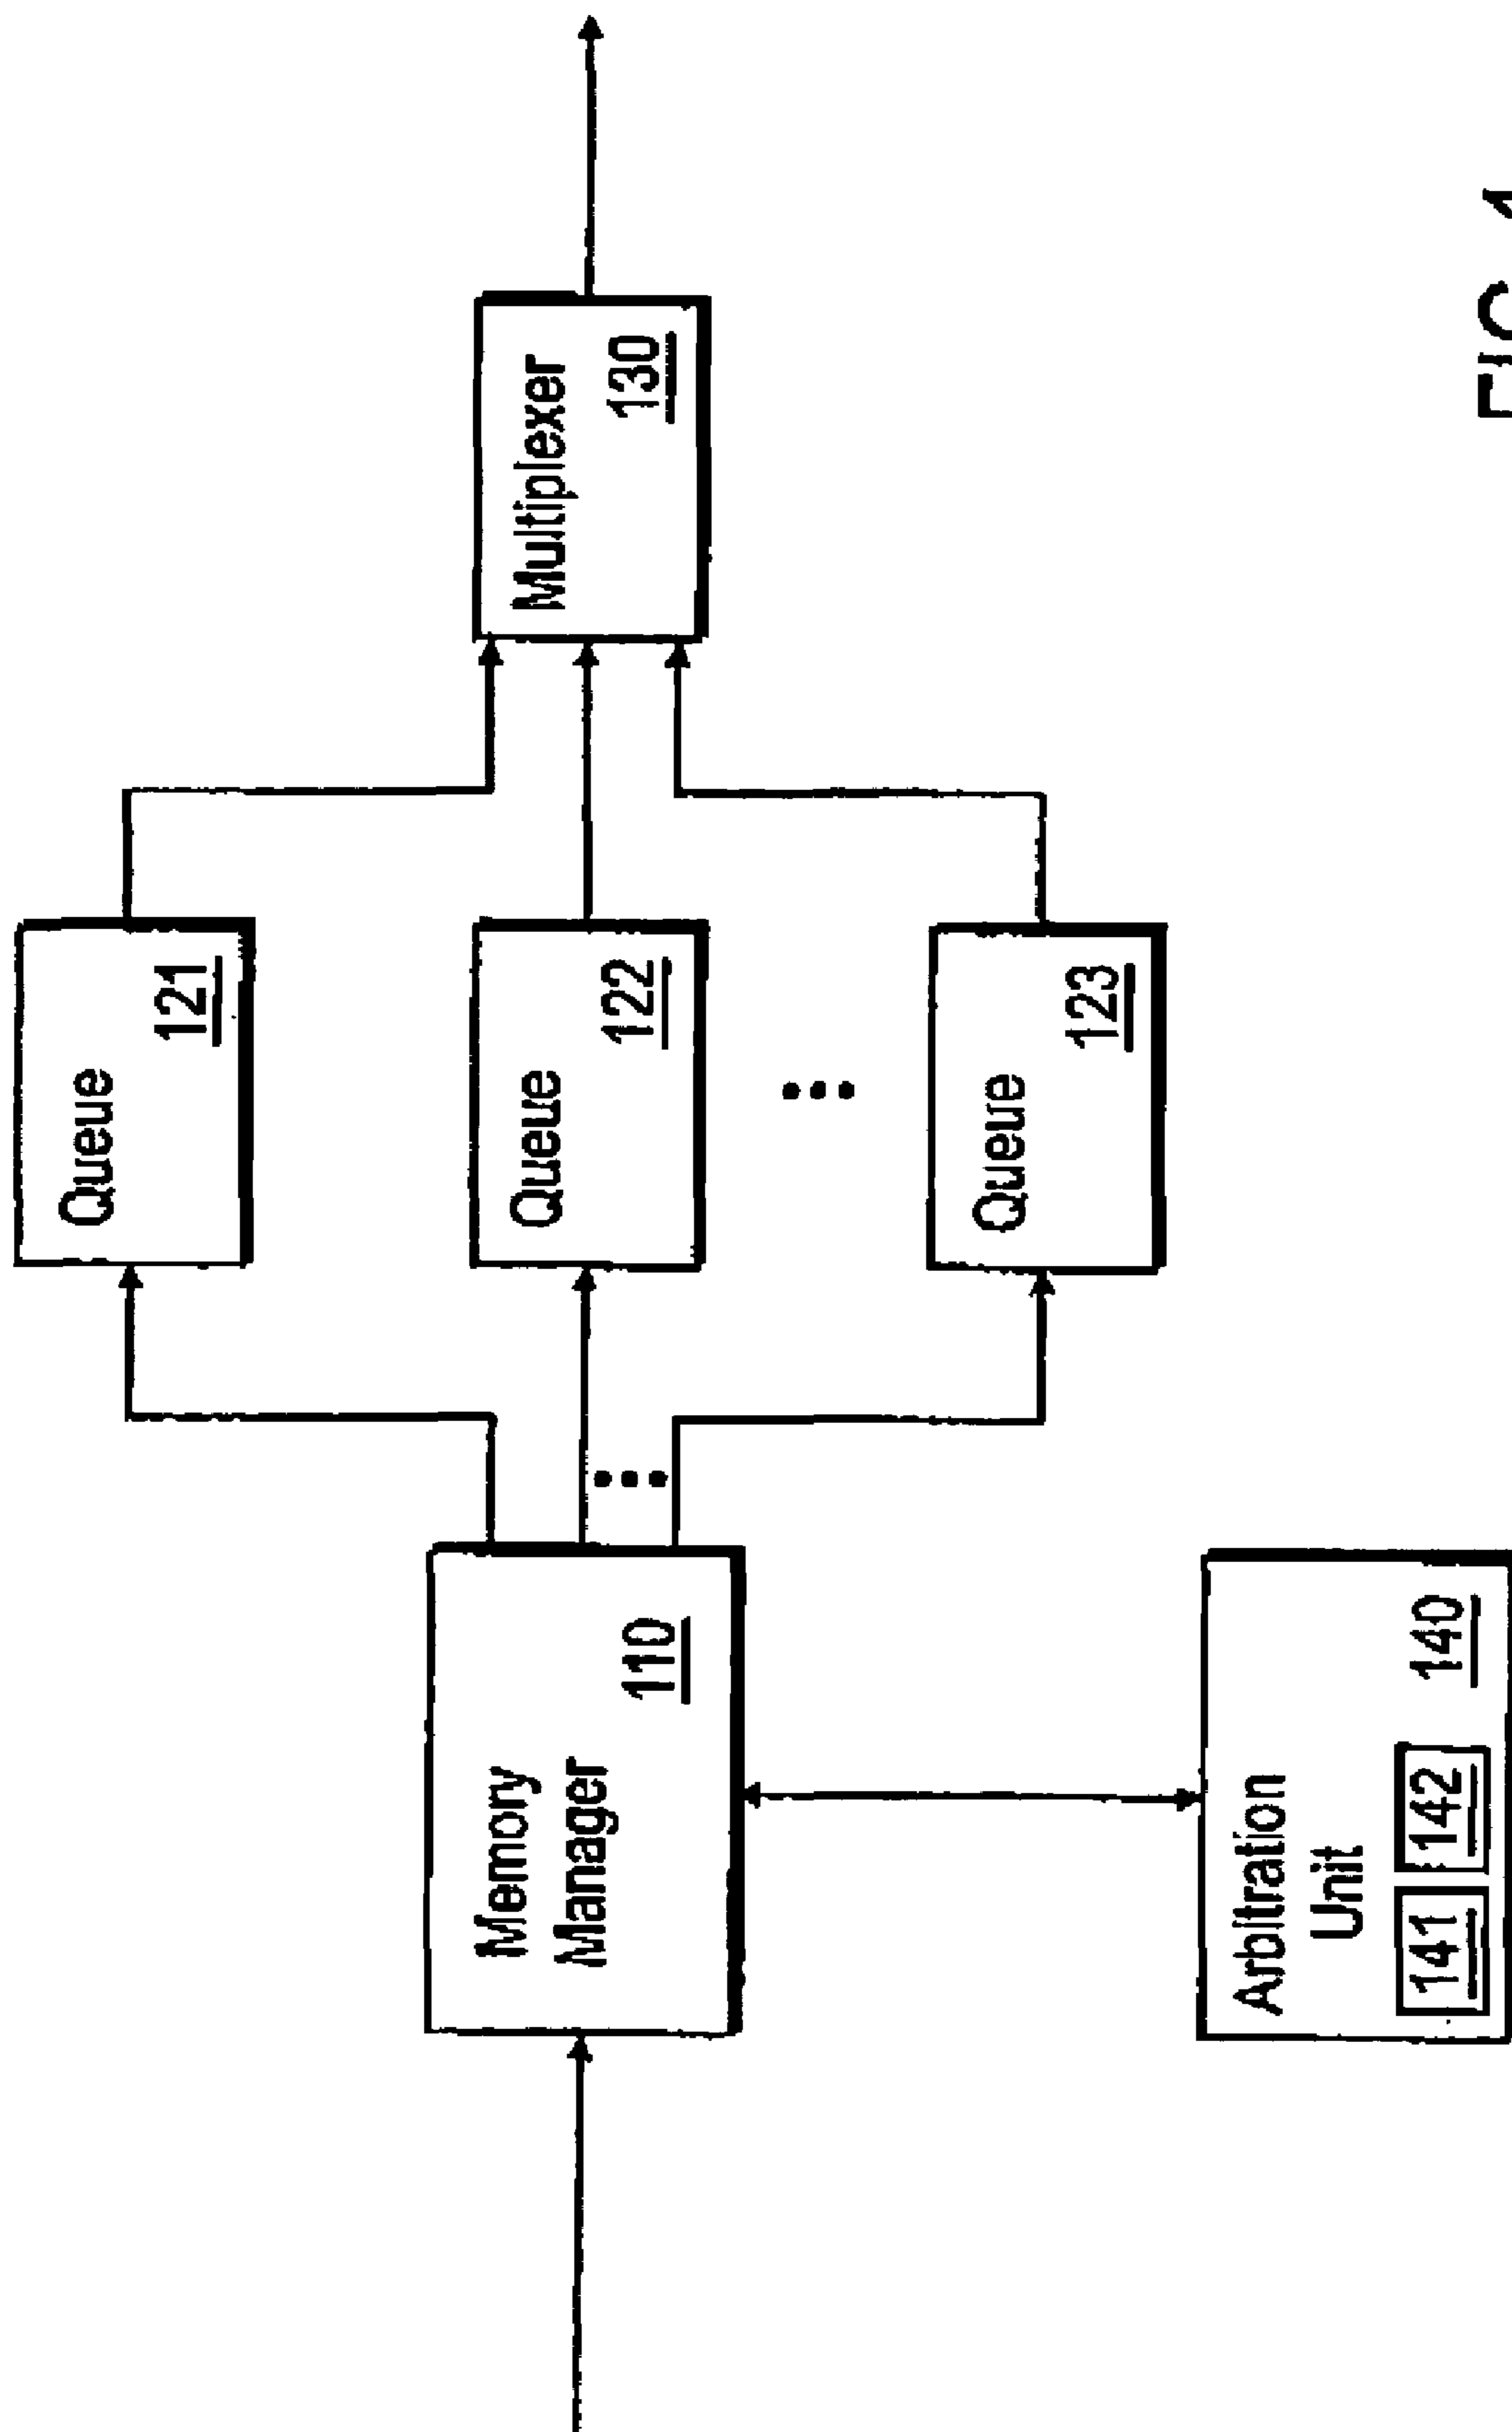 Queue
121
Memory
Manager
110
Queue
122
Multiplexer
130
Queue
123
Arbitration
Unit
141
142
140